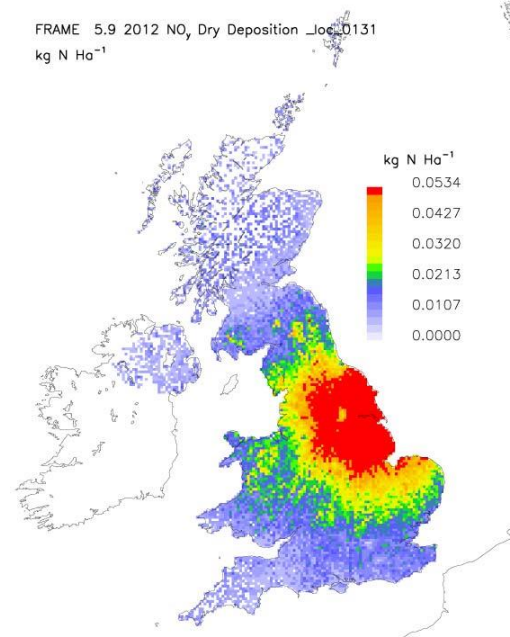 FRAME 5.9 2012 NOy Dry Deposition _loc_0131
kg N Ha⁻¹
kg N Ha⁻¹
0.0534
0.0427
0.0320
0.0213
0.0107
0.0000